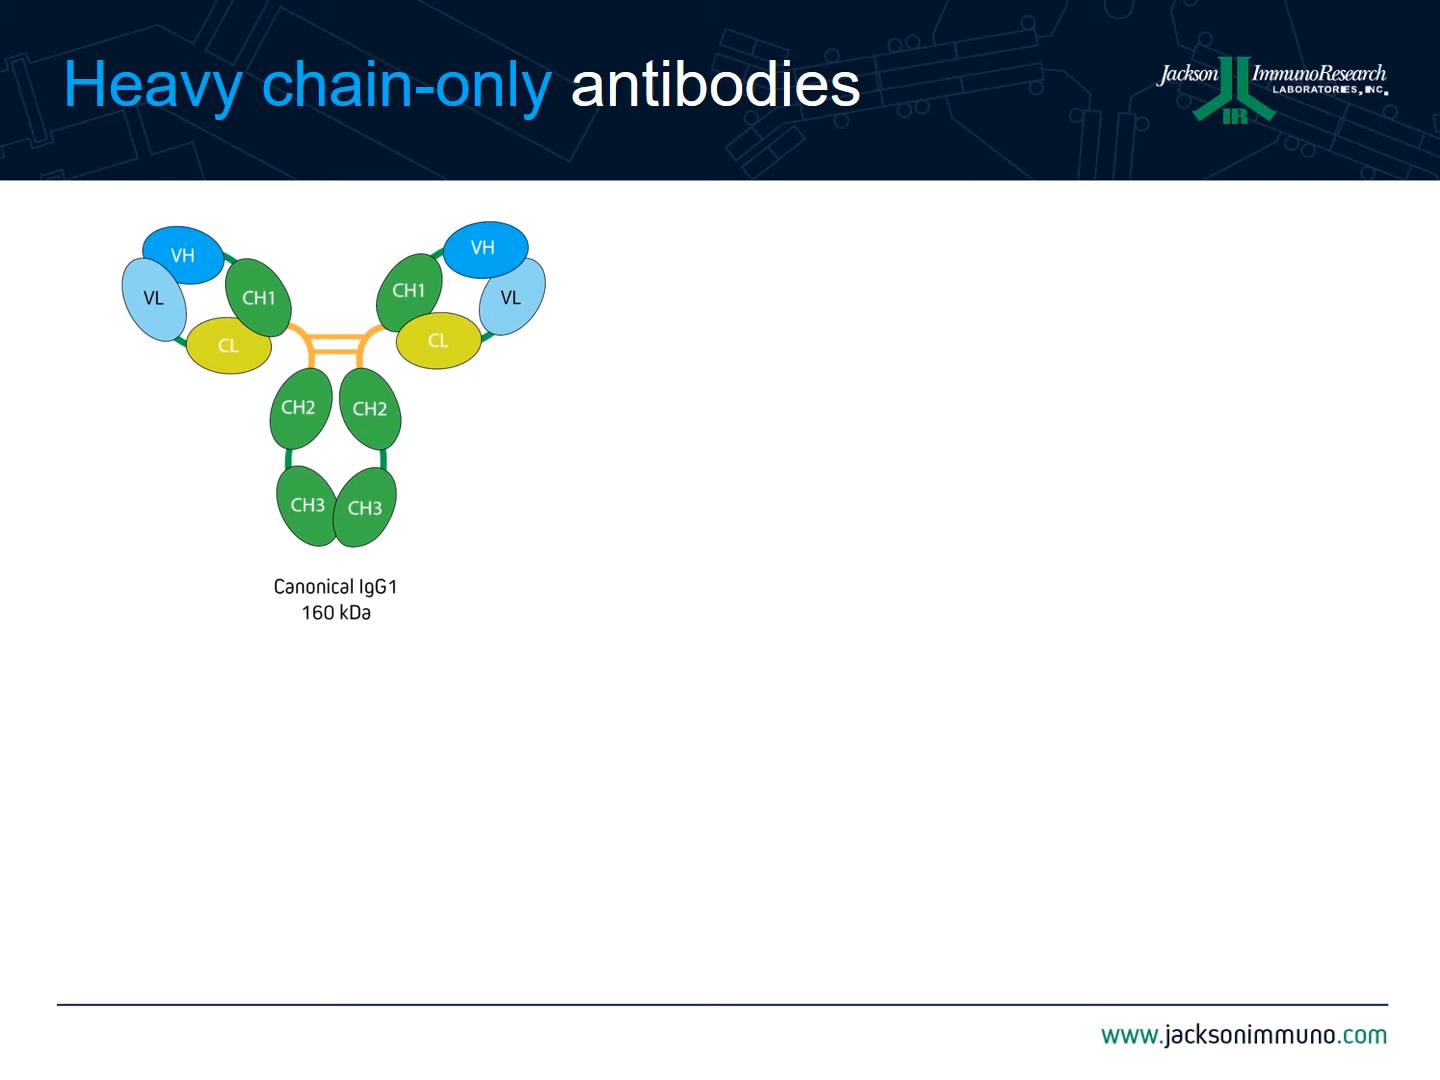 Heavy chain-only antibodies
Jackson ImmunoResearch
LABORATORIES, INC.
IR
VH
VH
VL
CH1
CH1
VL
CL
CL
CH2
CH2
CH3
CH3
Canonical IgG1
160 kDa
www.jacksonimmuno.com